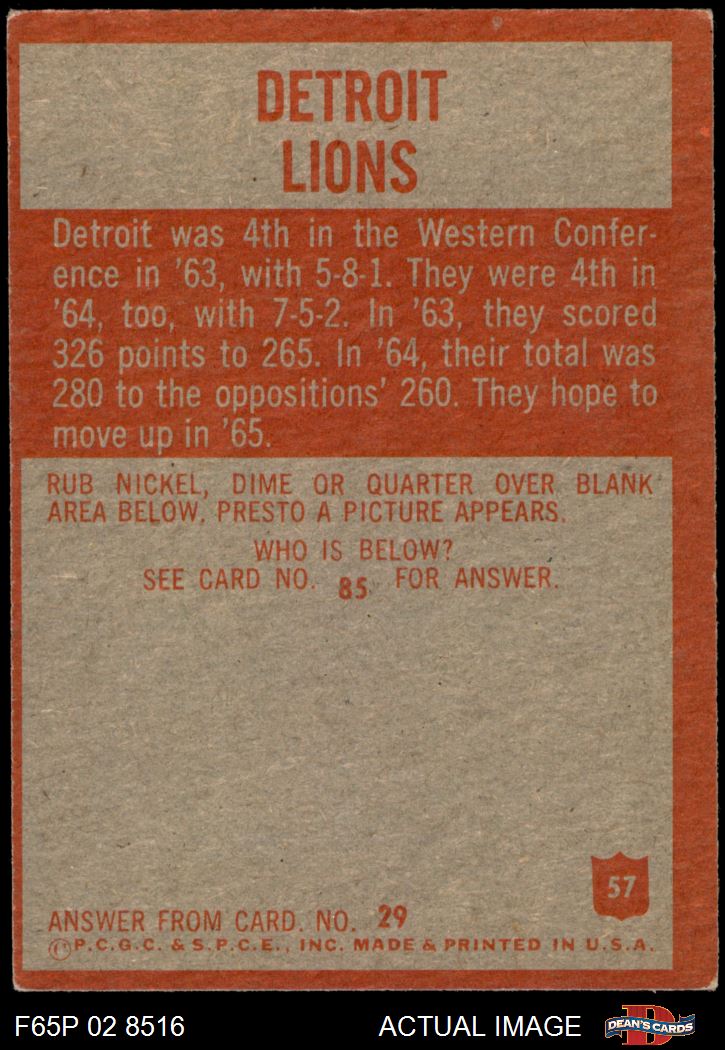 DETROIT
LIONS
Detroit was 4th in the Western Confer-
ence in '63, with 5-8-1. They were 4th in
'64, too, with 7-5-2. In '63, they scored
326 points to 265. In '64, their total was
280 to the oppositions' 260. They hope to
move up in '65.
RUB NICKEL, DIME OR QUARTER OVER BLANK
AREA BELOW. PRESTO A PICTURE APPEARS.
WHO IS BELOW?
SEE CARD NO. 85 FOR ANSWER.
57
ANSWER FROM CARD. NO. 29
©P.C.G.C. & S.P.C.E., INC. MADE & PRINTED IN U.S.A.
F65P 02 8516
ACTUAL IMAGE
D
DEAN'S CARDS